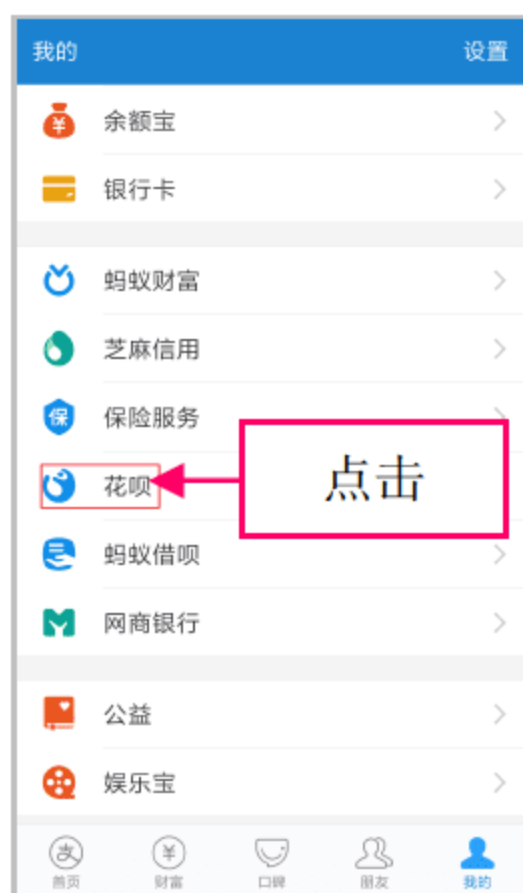 我的 设置
余额宝
银行卡
蚂蚁财富
芝麻信用
保 保险服务
花呗 点击
蚂蚁借呗
网商银行
公益
娱乐宝
首页 财富 口碑 朋友 我的